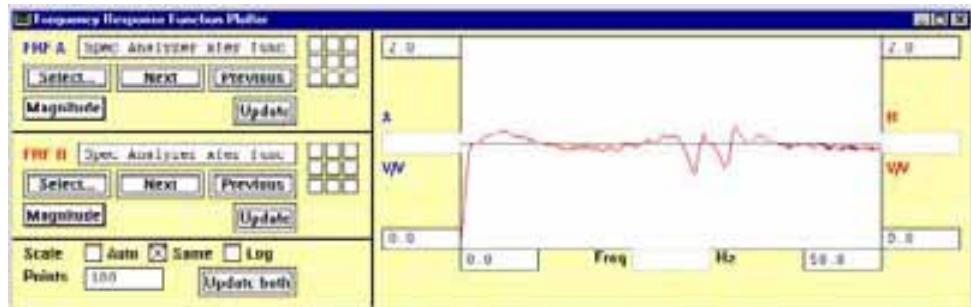 Frequency Response Function Plotter
FRF A Spec Analyzer xfer func
Select... Next Previous
Magnitude Update
FRF B Spec Analyzer xfer func
Select... Next Previous
Magnitude Update
Scale Auto Same Log
Points 100 Update both
2.0 2.0
A B
V/V V/V
0.0 0.0
0.0 Freq Hz 50.0